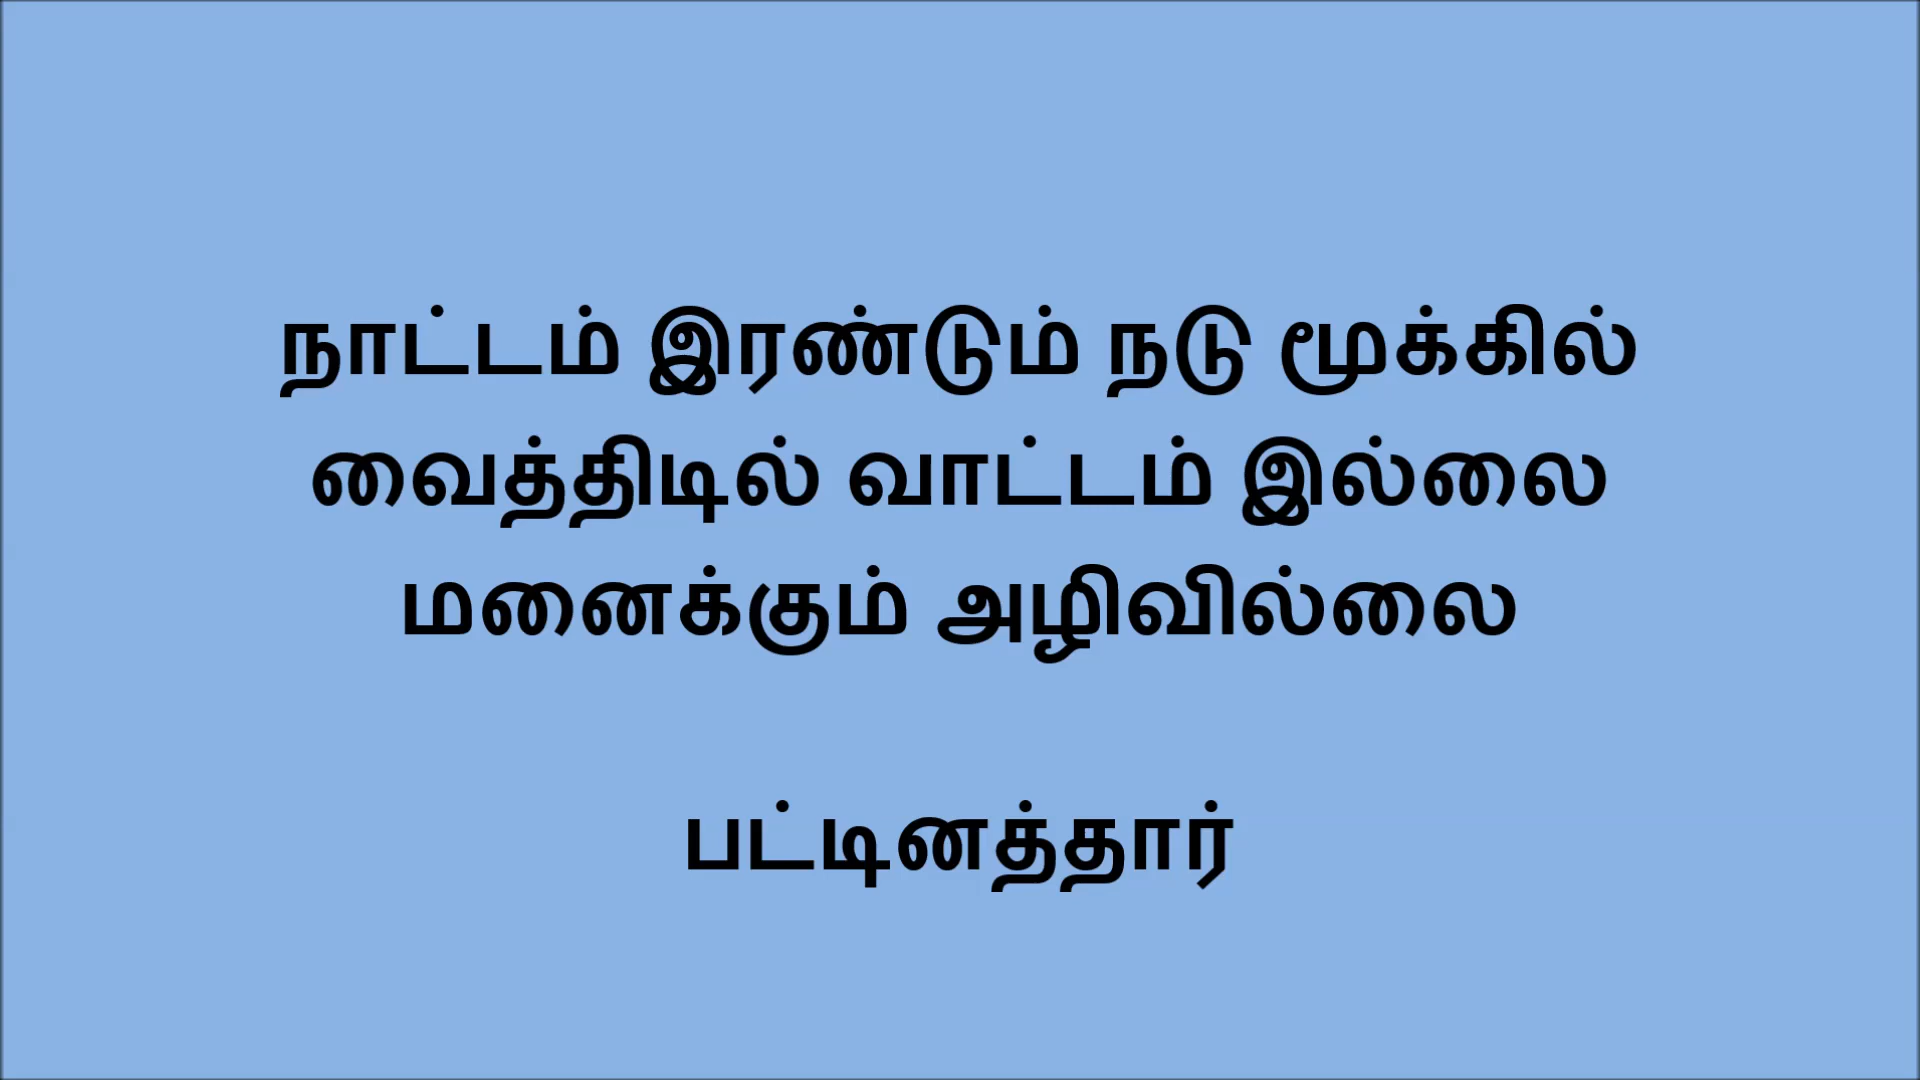 நாட்டம் இரண்டும் நடு மூக்கில்
வைத்திடில் வாட்டம் இல்லை
மனைக்கும் அழிவில்லை
பட்டினத்தார்